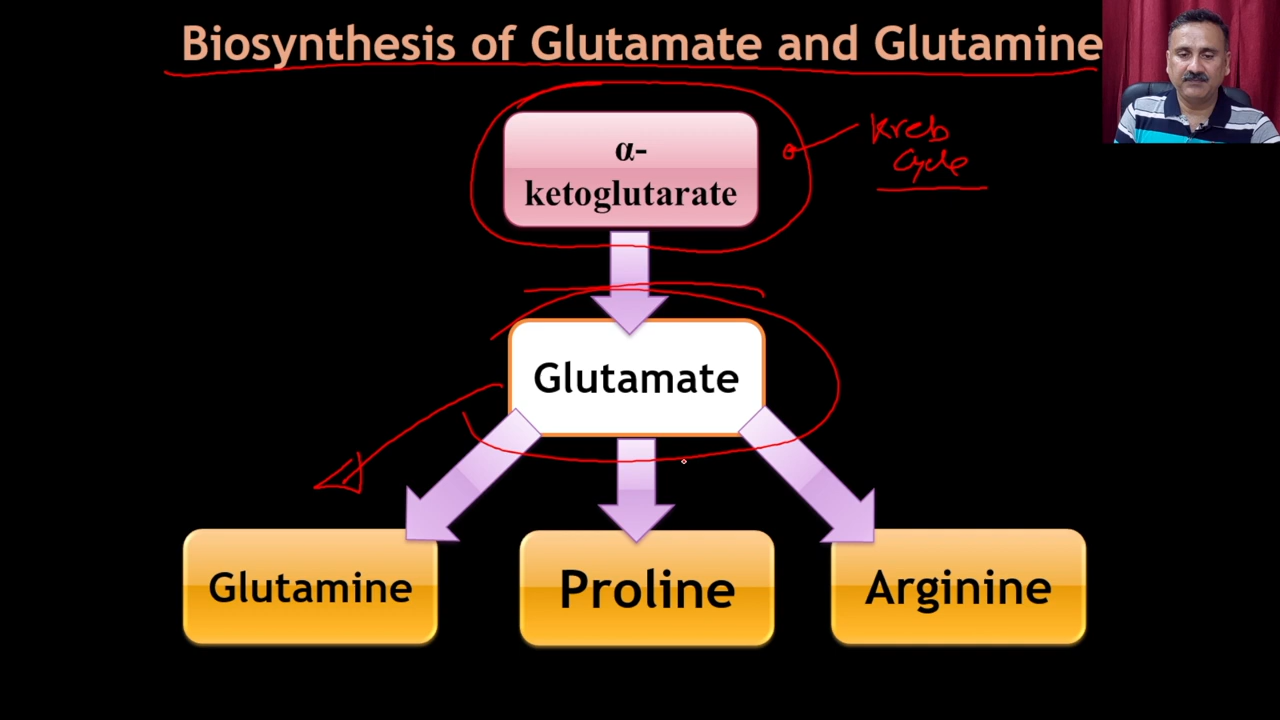 Biosynthesis of Glutamate and Glutamine
α-
ketoglutarate
Kreb
Cycle
Glutamate
Glutamine
Proline
Arginine